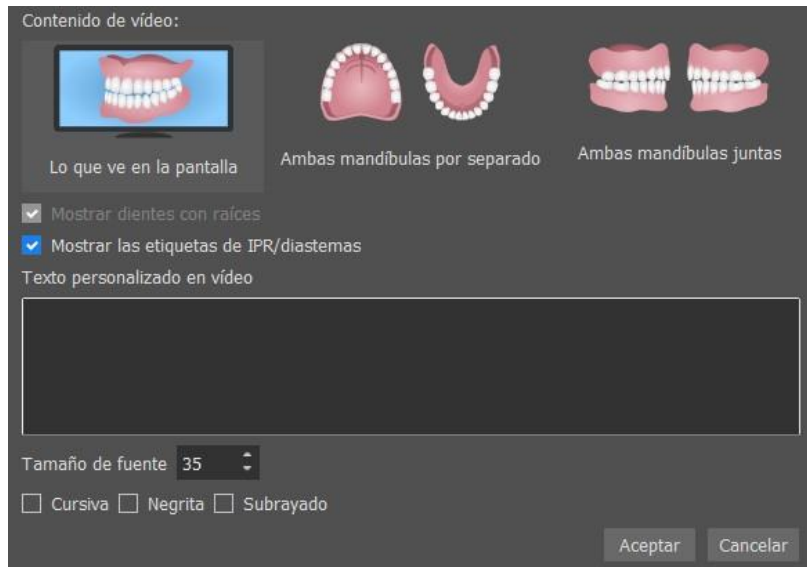 Contenido de vídeo:
Lo que ve en la pantalla
Ambas mandíbulas por separado
Ambas mandíbulas juntas
Mostrar dientes con raíces
Mostrar las etiquetas de IPR/diastemas
Texto personalizado en vídeo
Tamaño de fuente 35
Cursiva Negrita Subrayado
Aceptar Cancelar